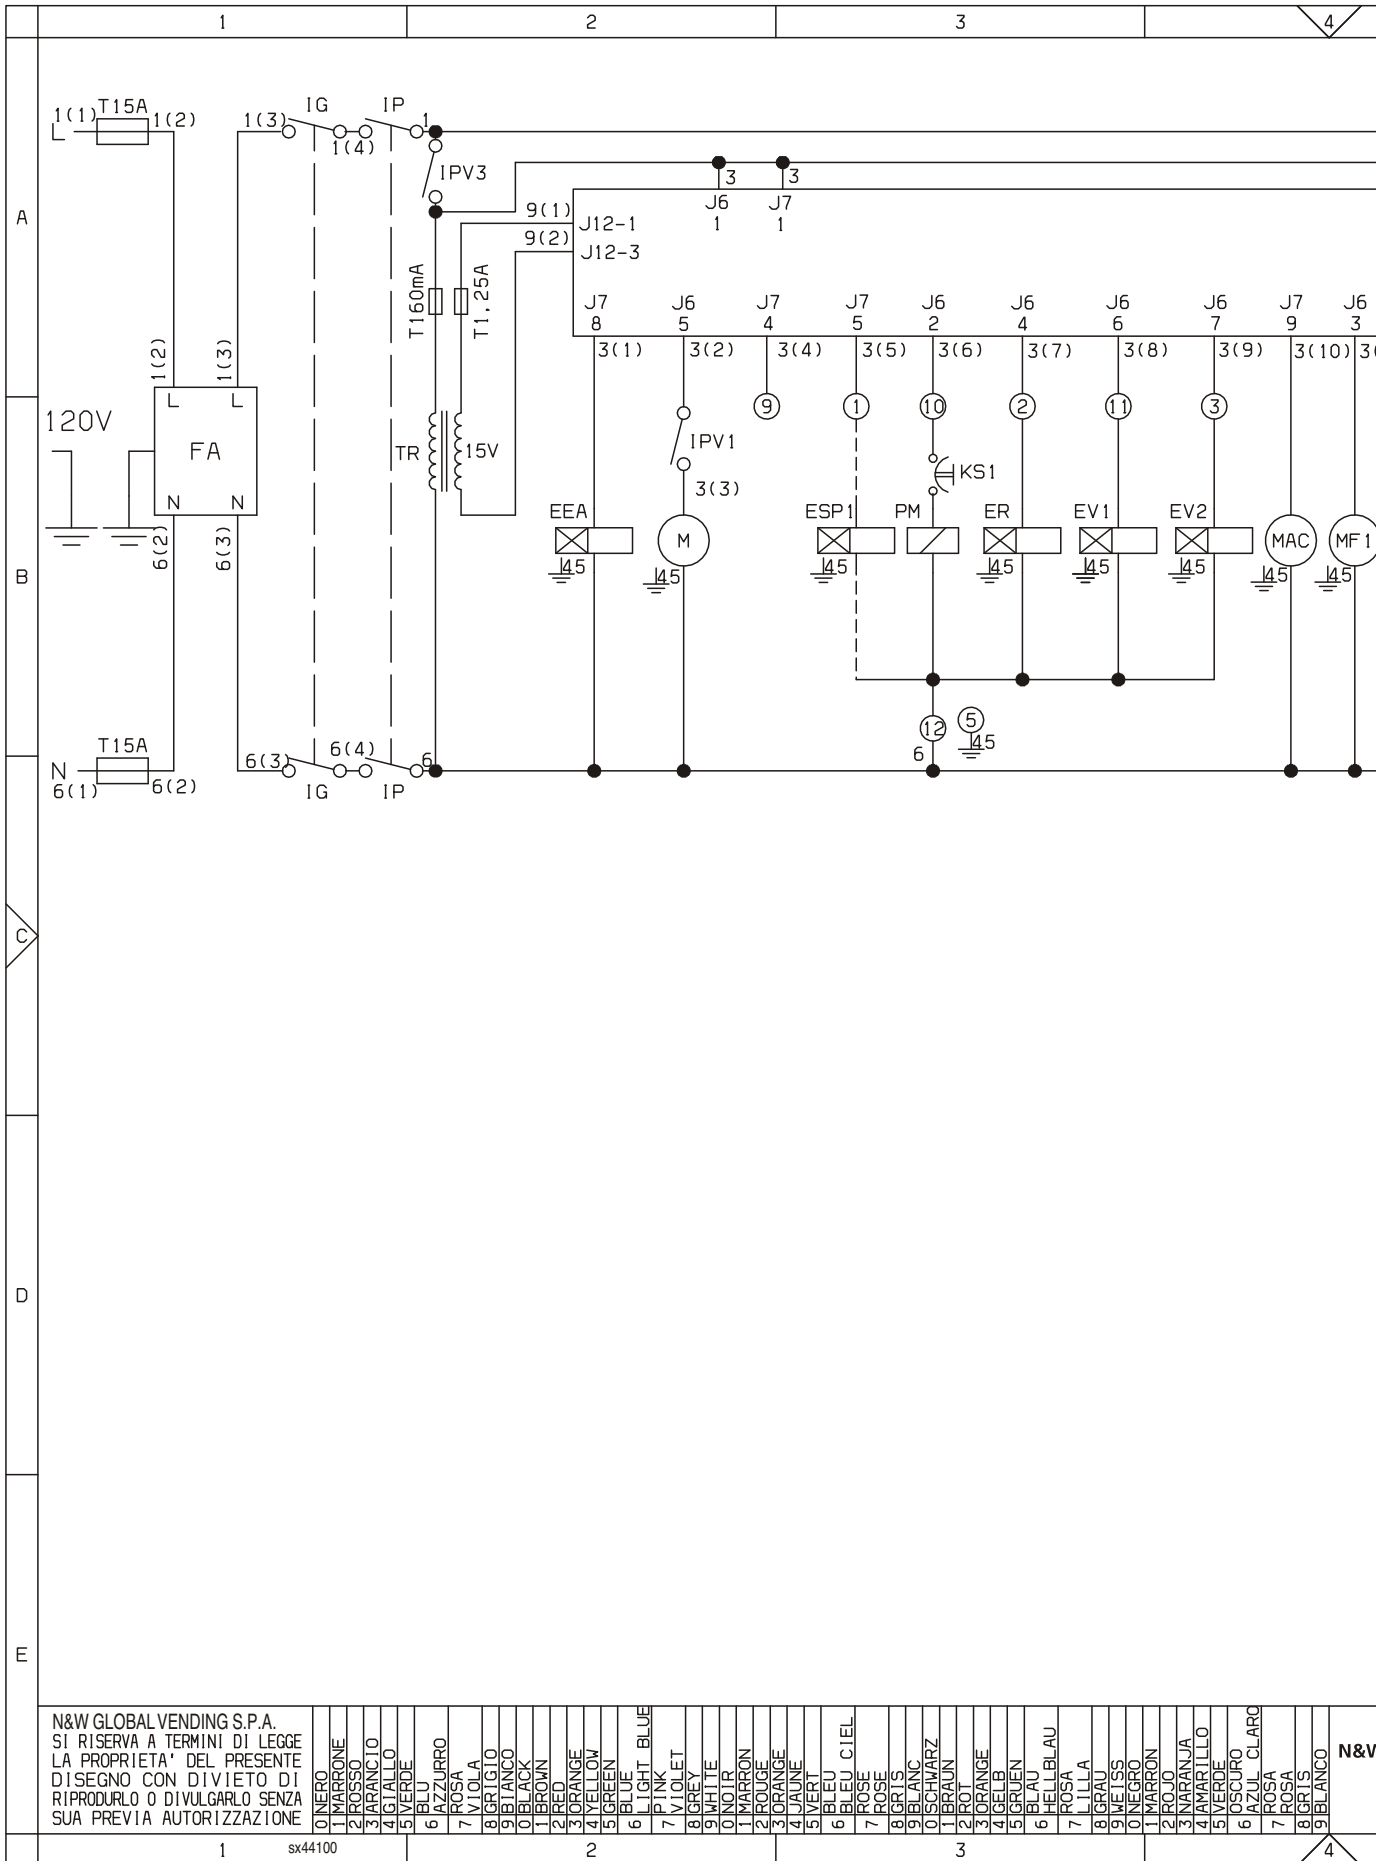 1 2 3 4
T15A IG IP
1(1) 1(2) 1(3) 1(4) 1
L
IPV3
3 3
A
J6 J7
1 1
9(1) J12-1
9(2) J12-3
T160mA T1,25A
J7 J6 J7 J7 J6 J6 J6 J6 J7 J6
8 5 4 5 2 4 6 7 9 3
3(1) 3(2) 3(4) 3(5) 3(6) 3(7) 3(8) 3(9) 3(10) 3(
1(2) 1(3)
9 1 10 2 11 3
120V
L L
FA
N N
TR 15V
IPV1
KS1
3(3)
EEA ESP1 PM ER EV1 EV2
M MAC MF1
6(2) 6(3)
45 45 45 45 45 45 45 45
B
12 5
45
6
T15A 6(3) 6(4) 6
N
6(1) 6(2)
IG IP
C
D
E
N&W GLOBAL VENDING S.P.A.
SI RISERVA A TERMINI DI LEGGE
LA PROPRIETA' DEL PRESENTE
DISEGNO CON DIVIETO DI
RIPRODURLO O DIVULGARLO SENZA
SUA PREVIA AUTORIZZAZIONE
0 NERO
1 MARRONE
2 ROSSO
3 ARANCIO
4 GIALLO
5 VERDE
6 BLU
AZZURRO
7 ROSA
VIOLA
8 GRIGIO
9 BIANCO
0 BLACK
1 BROWN
2 RED
3 ORANGE
4 YELLOW
5 GREEN
6 BLUE
LIGHT BLUE
7 PINK
VIOLET
8 GREY
9 WHITE
0 NOIR
1 MARRON
2 ROUGE
3 ORANGE
4 JAUNE
5 VERT
6 BLEU
BLEU CIEL
7 ROSE
ROSE
8 GRIS
9 BLANC
0 SCHWARZ
1 BRAUN
2 ROT
3 ORANGE
4 GELB
5 GRUEN
6 BLAU
HELLBLAU
7 ROSA
LILLA
8 GRAU
9 WEISS
0 NEGRO
1 MARRON
2 ROJO
3 NARANJA
4 AMARILLO
5 VERDE
6 OSCURO
AZUL CLARO
7 ROSA
ROSA
8 GRIS
9 BLANCO
N&W
1 sx44100 2 3 4